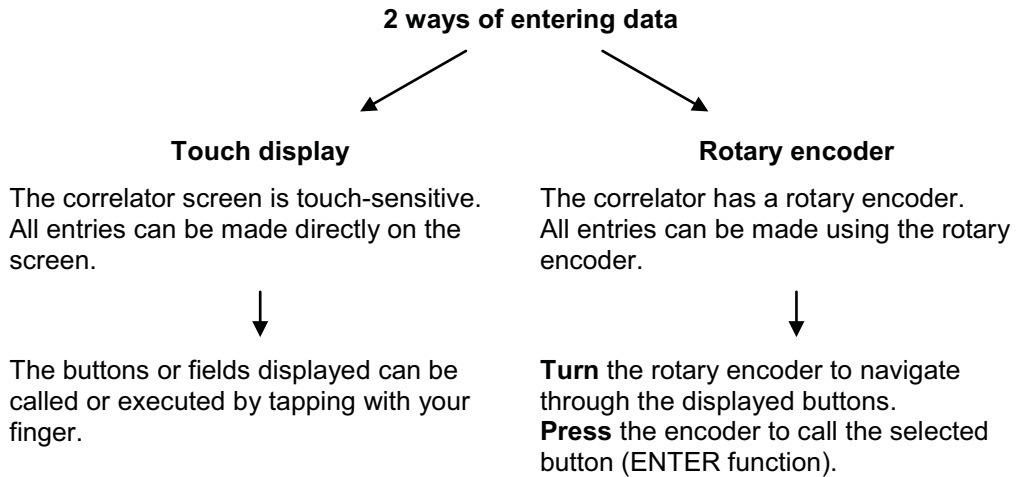 2 ways of entering data
Touch display
The correlator screen is touch-sensitive.
All entries can be made directly on the
screen.
The buttons or fields displayed can be
called or executed by tapping with your
finger.
Rotary encoder
The correlator has a rotary encoder.
All entries can be made using the rotary
encoder.
Turn the rotary encoder to navigate
through the displayed buttons.
Press the encoder to call the selected
button (ENTER function).